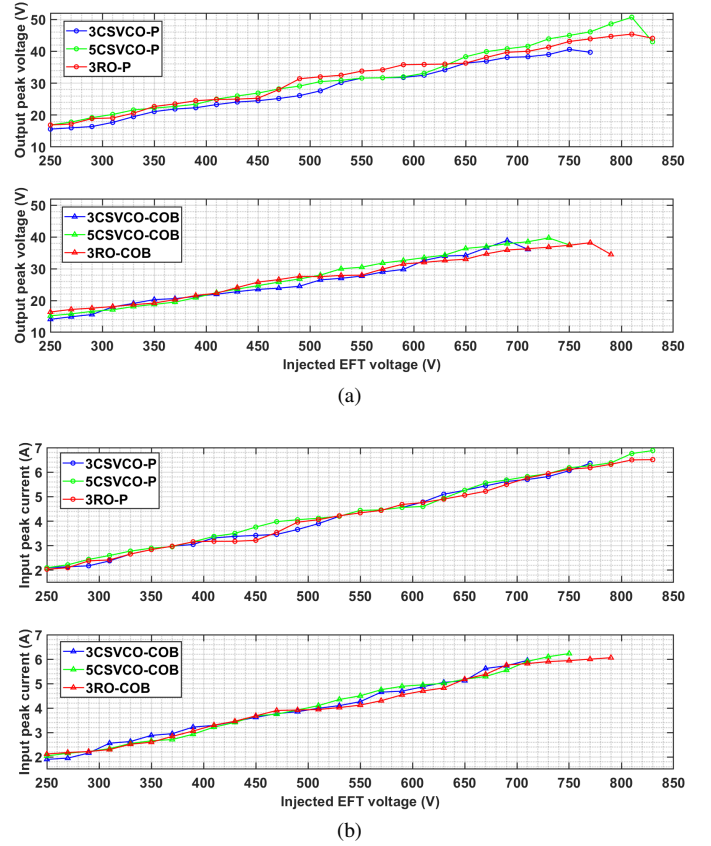 Output peak voltage (V)
50
40
30
20
10
3CSVCO-P
5CSVCO-P
3RO-P
250 300 350 400 450 500 550 600 650 700 750 800 850
Output peak voltage (V)
50
40
30
20
10
3CSVCO-COB
5CSVCO-COB
3RO-COB
250 300 350 400 450 500 550 600 650 700 750 800 850
Injected EFT voltage (V)
(a)
Input peak current (A)
7
6
5
4
3
2
3CSVCO-P
5CSVCO-P
3RO-P
250 300 350 400 450 500 550 600 650 700 750 800 850
Input peak current (A)
7
6
5
4
3
2
3CSVCO-COB
5CSVCO-COB
3RO-COB
250 300 350 400 450 500 550 600 650 700 750 800 850
Injected EFT voltage (V)
(b)